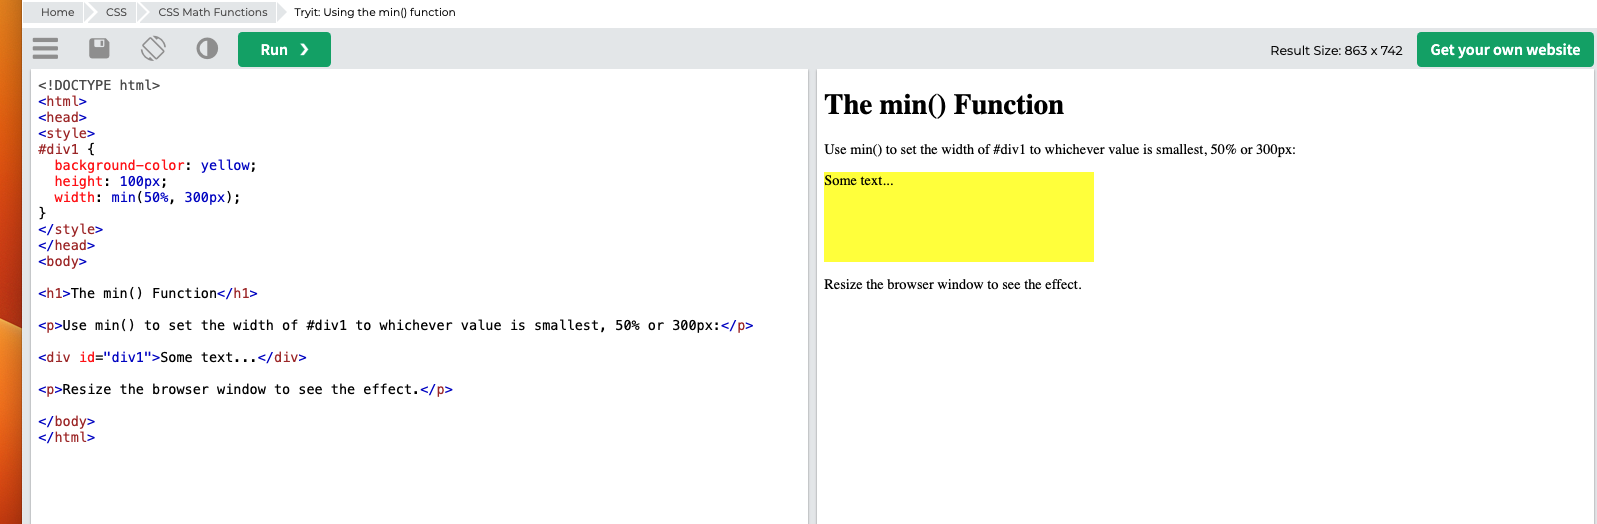 Home CSS CSS Math Functions Tryit: Using the min() function
Run ❯ Result Size: 863 x 742 Get your own website
<!DOCTYPE html>
<html>
<head>
<style>
#div1 {
  background-color: yellow;
  height: 100px;
  width: min(50%, 300px);
}
</style>
</head>
<body>
<h1>The min() Function</h1>
<p>Use min() to set the width of #div1 to whichever value is smallest, 50% or 300px:</p>
<div id="div1">Some text...</div>
<p>Resize the browser window to see the effect.</p>
</body>
</html>
The min() Function
Use min() to set the width of #div1 to whichever value is smallest, 50% or 300px:
Some text...
Resize the browser window to see the effect.